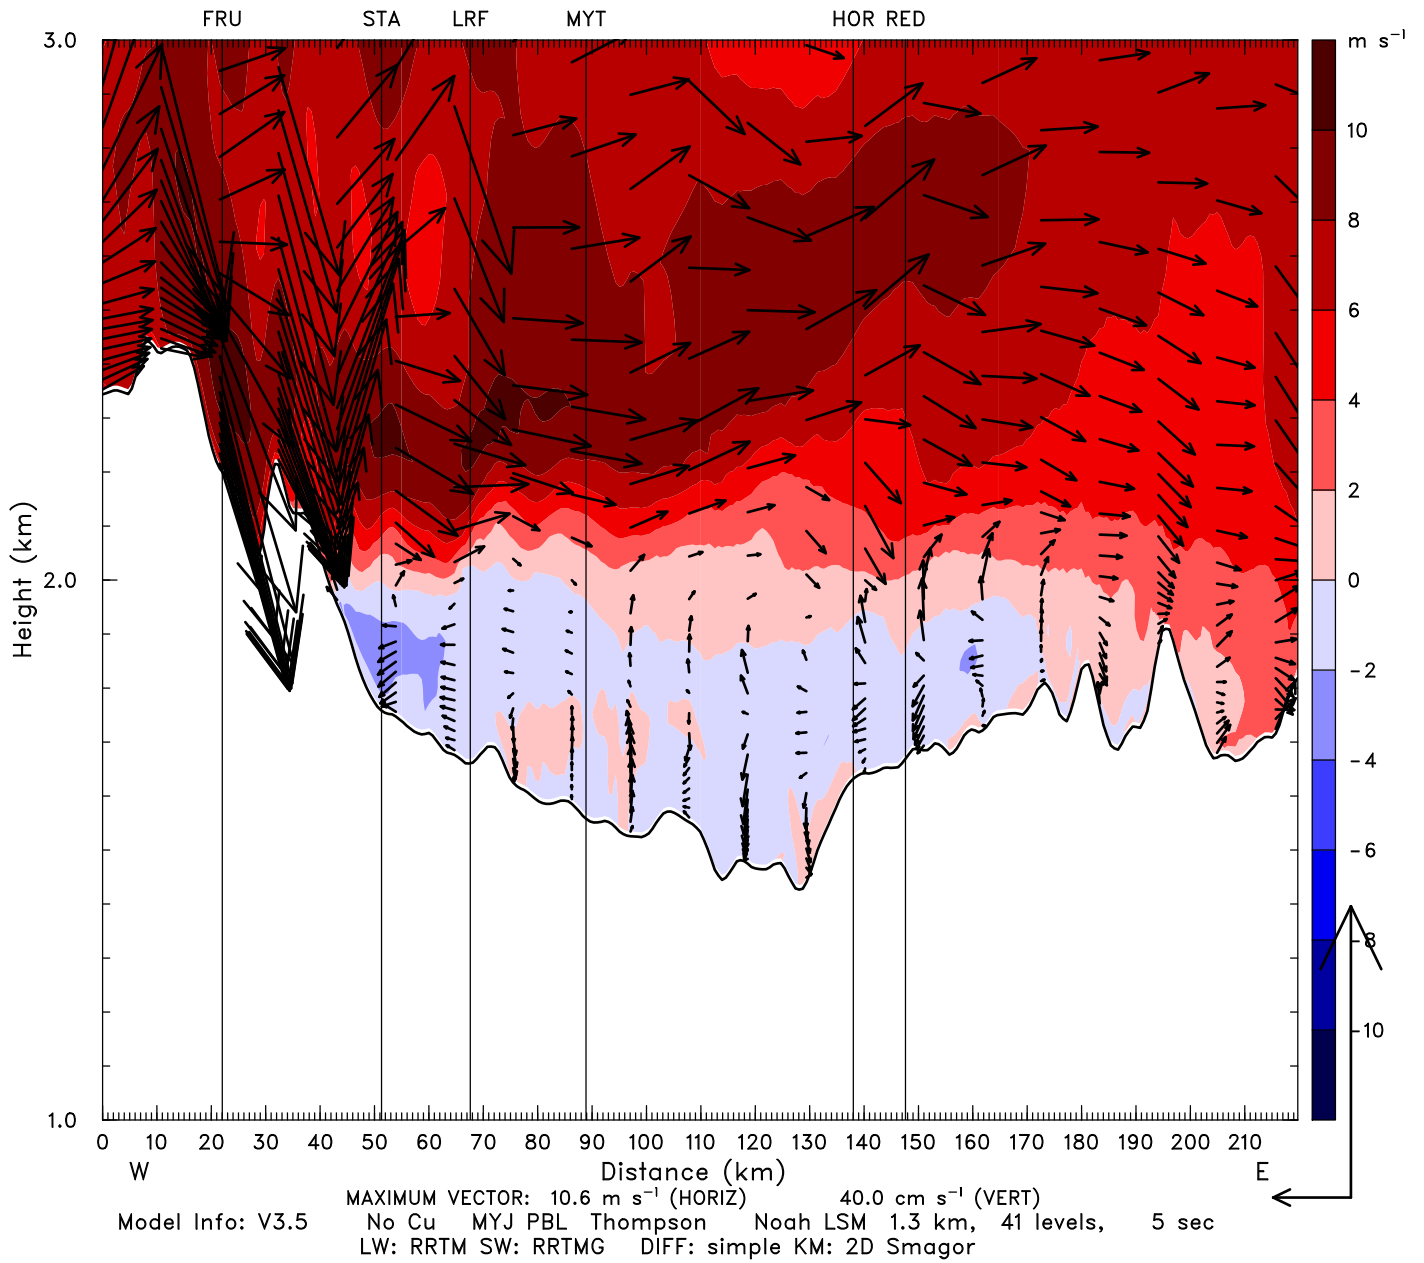 FRU STA LRF MYT HOR RED
3.0
2.0
1.0
Height (km)
m s⁻¹
10
8
6
4
2
0
-2
-4
-6
-8
-10
0 10 20 30 40 50 60 70 80 90 100 110 120 130 140 150 160 170 180 190 200 210
W Distance (km) E
MAXIMUM VECTOR: 10.6 m s⁻¹ (HORIZ) 40.0 cm s⁻¹ (VERT)
Model Info: V3.5 No Cu MYJ PBL Thompson Noah LSM 1.3 km, 41 levels, 5 sec
LW: RRTM SW: RRTMG DIFF: simple KM: 2D Smagor